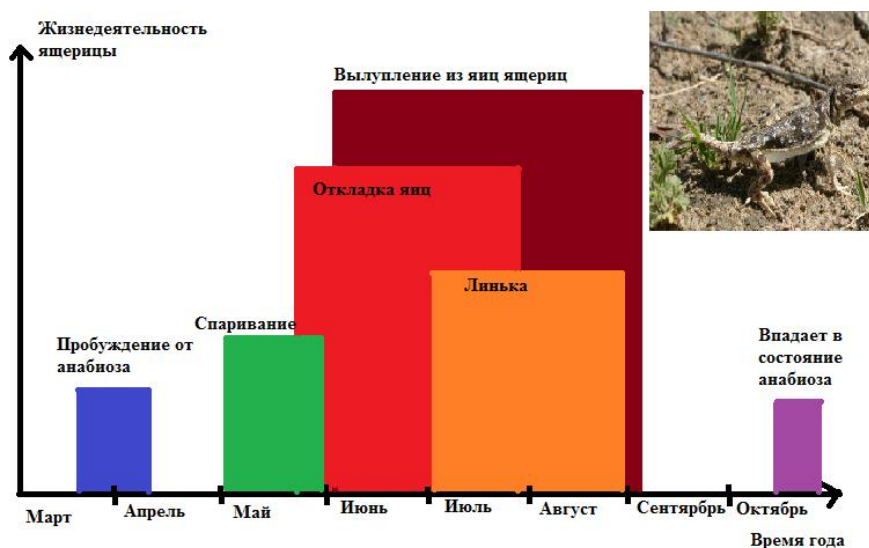 Жизнедеятельность
ящерицы
Вылупление из яиц ящериц
Откладка яиц
Линька
Спаривание
Пробуждение от
анабиоза
Впадает в
состояние
анабиоза
Март
Апрель
Май
Июнь
Июль
Август
Сентярбрь
Октябрь
Время года